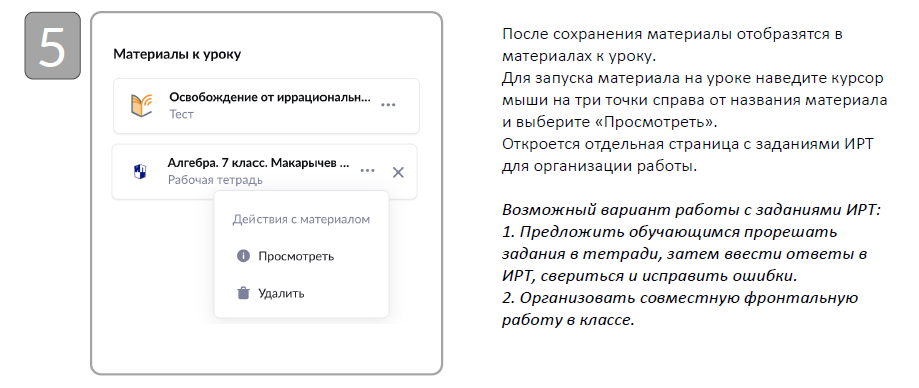 5
Материалы к уроку
Освобождение от иррациональн...
Тест
Алгебра. 7 класс. Макарычев ...
Рабочая тетрадь
Действия с материалом
Просмотреть
Удалить
После сохранения материалы отобразятся в
материалах к уроку.
Для запуска материала на уроке наведите курсор
мыши на три точки справа от названия материала
и выберите «Просмотреть».
Откроется отдельная страница с заданиями ИРТ
для организации работы.
Возможный вариант работы с заданиями ИРТ:
1. Предложить обучающимся прорешать
задания в тетради, затем ввести ответы в
ИРТ, свериться и исправить ошибки.
2. Организовать совместную фронтальную
работу в классе.